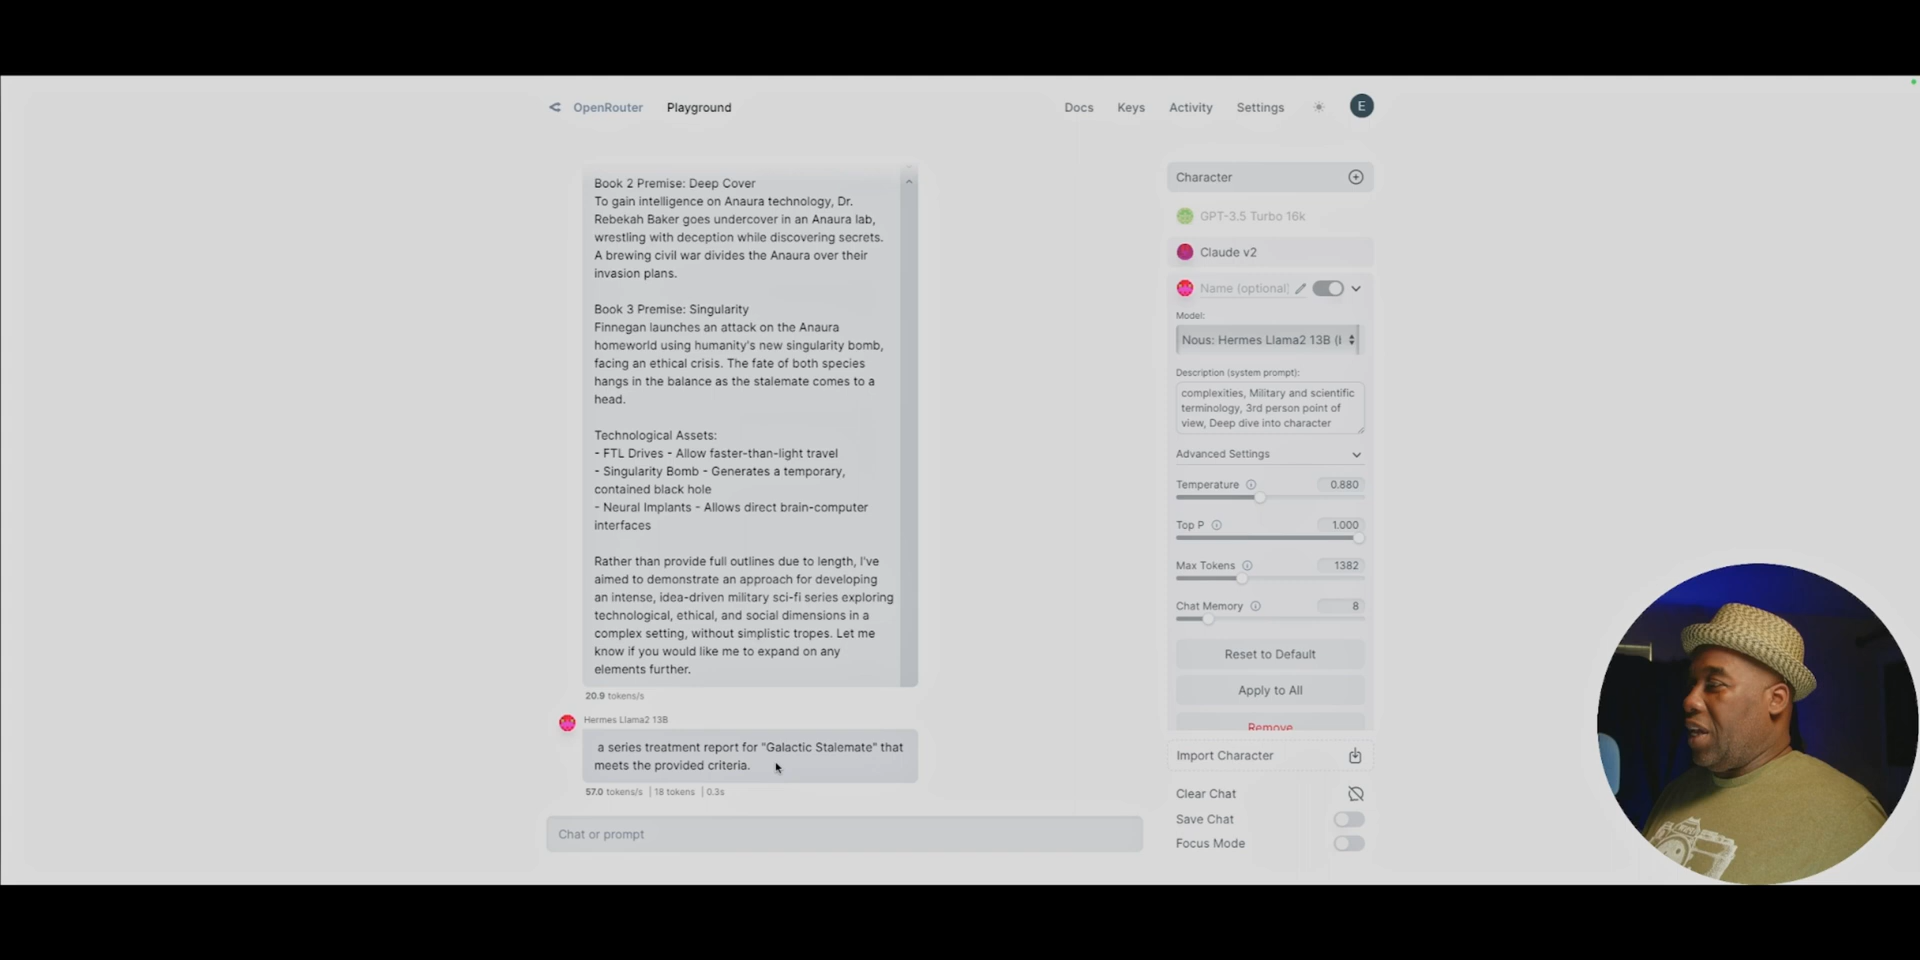 OpenRouter
Playground
Docs
Keys
Activity
Settings
E
Book 2 Premise: Deep Cover
To gain intelligence on Anaura technology, Dr.
Rebekah Baker goes undercover in an Anaura lab,
wrestling with deception while discovering secrets.
A brewing civil war divides the Anaura over their
invasion plans.
Book 3 Premise: Singularity
Finnegan launches an attack on the Anaura
homeworld using humanity's new singularity bomb,
facing an ethical crisis. The fate of both species
hangs in the balance as the stalemate comes to a
head.
Technological Assets:
- FTL Drives - Allow faster-than-light travel
- Singularity Bomb - Generates a temporary,
contained black hole
- Neural Implants - Allows direct brain-computer
interfaces
Rather than provide full outlines due to length, I've
aimed to demonstrate an approach for developing
an intense, idea-driven military sci-fi series exploring
technological, ethical, and social dimensions in a
complex setting, without simplistic tropes. Let me
know if you would like me to expand on any
elements further.
20.9 tokens/s
Hermes Llama2 13B
a series treatment report for "Galactic Stalemate" that
meets the provided criteria.
57.0 tokens/s | 18 tokens | 0.3s
Chat or prompt
Character
GPT-3.5 Turbo 16k
Claude v2
Name (optional)
Model:
Nous: Hermes Llama2 13B (
Description (system prompt):
complexities, Military and scientific
terminology, 3rd person point of
view, Deep dive into character
Advanced Settings
Temperature 0.880
Top P 1.000
Max Tokens 1382
Chat Memory 8
Reset to Default
Apply to All
Remove
Import Character
Clear Chat
Save Chat
Focus Mode